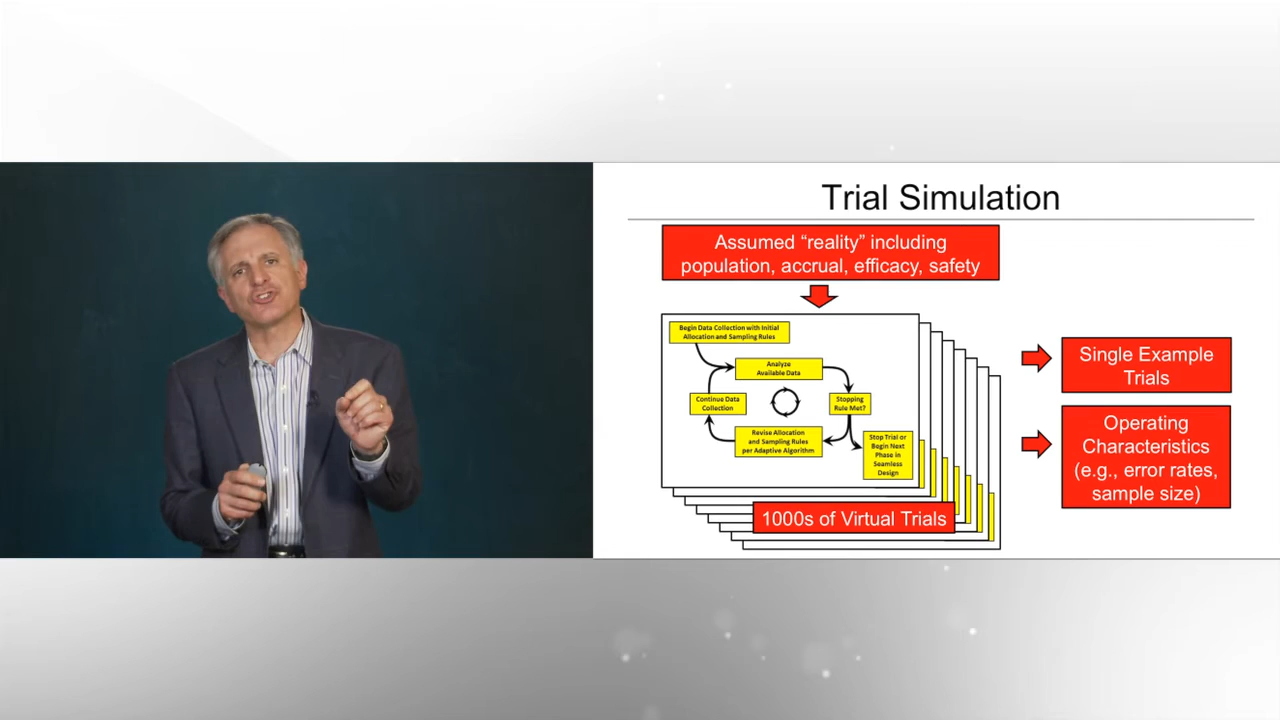 Trial Simulation
Assumed “reality” including
population, accrual, efficacy, safety
Begin Data Collection with Initial
Allocation and Sampling Rules
Analyze
Available Data
Continue Data
Collection
Stopping
Rule Met?
Revise Allocation
and Sampling Rules
per Adaptive Algorithm
Stop Trial or
Begin Next
Phase in
Seamless
Design
1000s of Virtual Trials
Single Example
Trials
Operating
Characteristics
(e.g., error rates,
sample size)